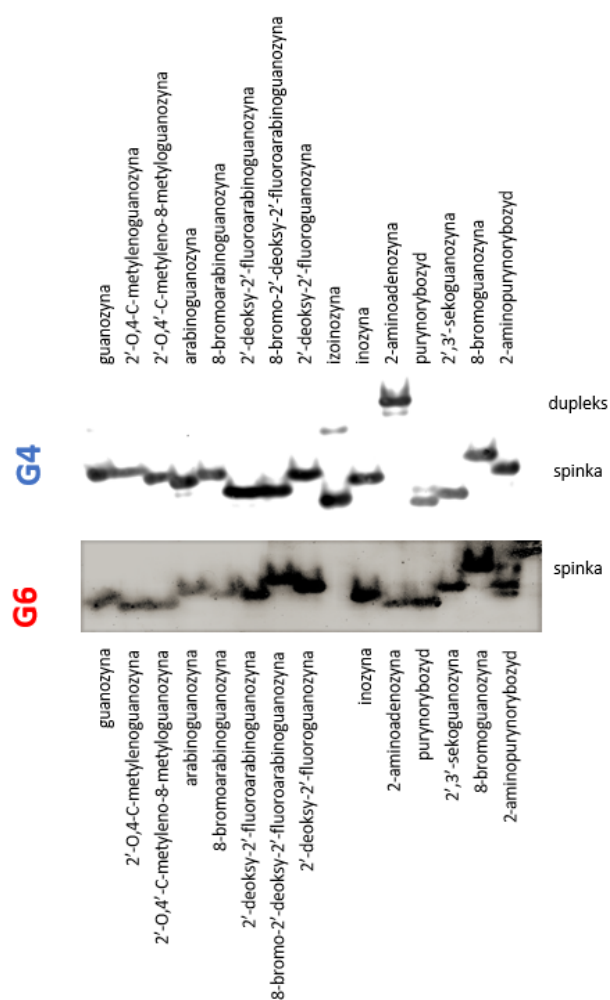 guanozyna
2′-O,4-C-metylenoguanozyna
2′-O,4′-C-metyleno-8-metyloguanozyna
arabinoguanozyna
8-bromoarabinoguanozyna
2′-deoksy-2′-fluoroarabinoguanozyna
8-bromo-2′-deoksy-2′-fluoroarabinoguanozyna
2′-deoksy-2′-fluoroguanozyna
izoinozyna
inozyna
2-aminoadenozyna
purynorybozyd
2′,3′-sekoguanozyna
8-bromoguanozyna
2-aminopurynorybozyd
dupleks
G4
spinka
G6
spinka
guanozyna
2′-O,4-C-metylenoguanozyna
2′-O,4′-C-metyleno-8-metyloguanozyna
arabinoguanozyna
8-bromoarabinoguanozyna
2′-deoksy-2′-fluoroarabinoguanozyna
8-bromo-2′-deoksy-2′-fluoroarabinoguanozyna
2′-deoksy-2′-fluoroguanozyna
inozyna
2-aminoadenozyna
purynorybozyd
2′,3′-sekoguanozyna
8-bromoguanozyna
2-aminopurynorybozyd